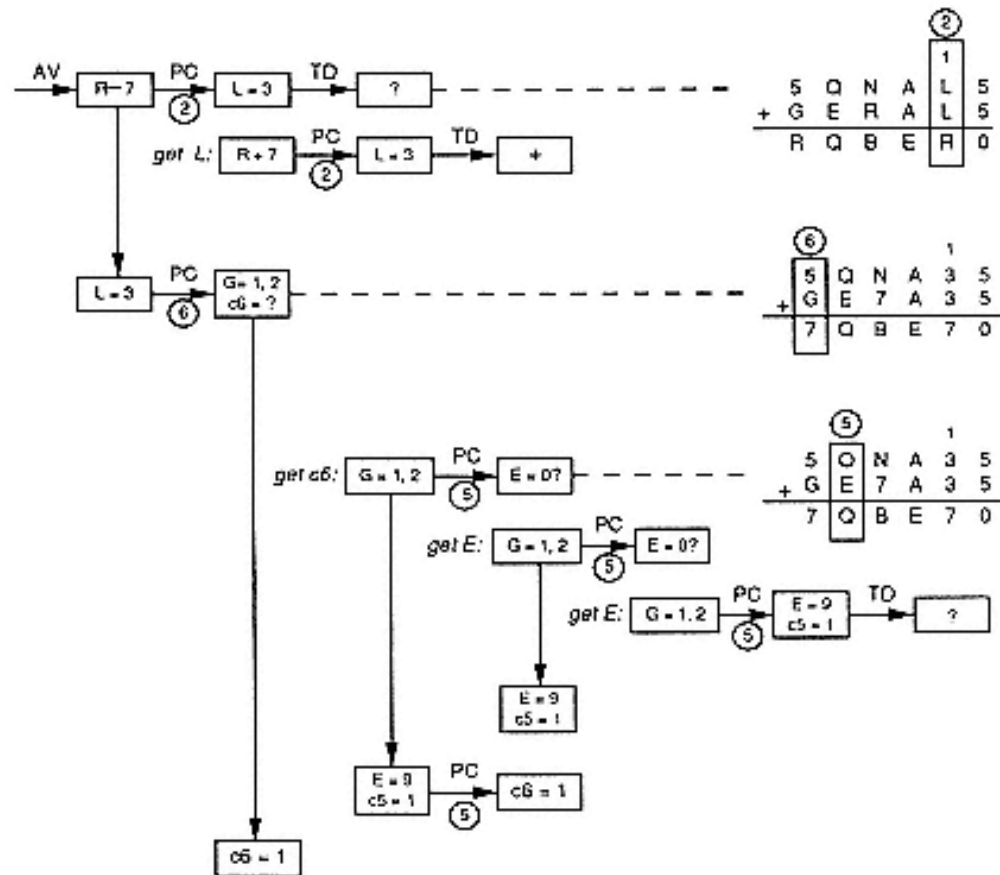 ②
1
AV R=7 PC ② L=3 TD ?
5 Q N A L 5
+ G E R A L 5
R Q B E R 0
get L: R+7 PC ② L=3 TD +
⑥
1
L=3 PC ⑥ G=1, 2
c6=?
5 Q N A 3 5
+ G E 7 A 3 5
7 Q B E 7 0
⑤
1
get c6: G=1, 2 PC ⑤ E=0?
5 Q N A 3 5
+ G E 7 A 3 5
7 Q B E 7 0
get E: G=1, 2 PC ⑤ E=0?
get E: G=1, 2 PC ⑤ E=9
c5=1 TD ?
E=9
c5=1
E=9
c5=1 PC ⑤ c6=1
c6=1